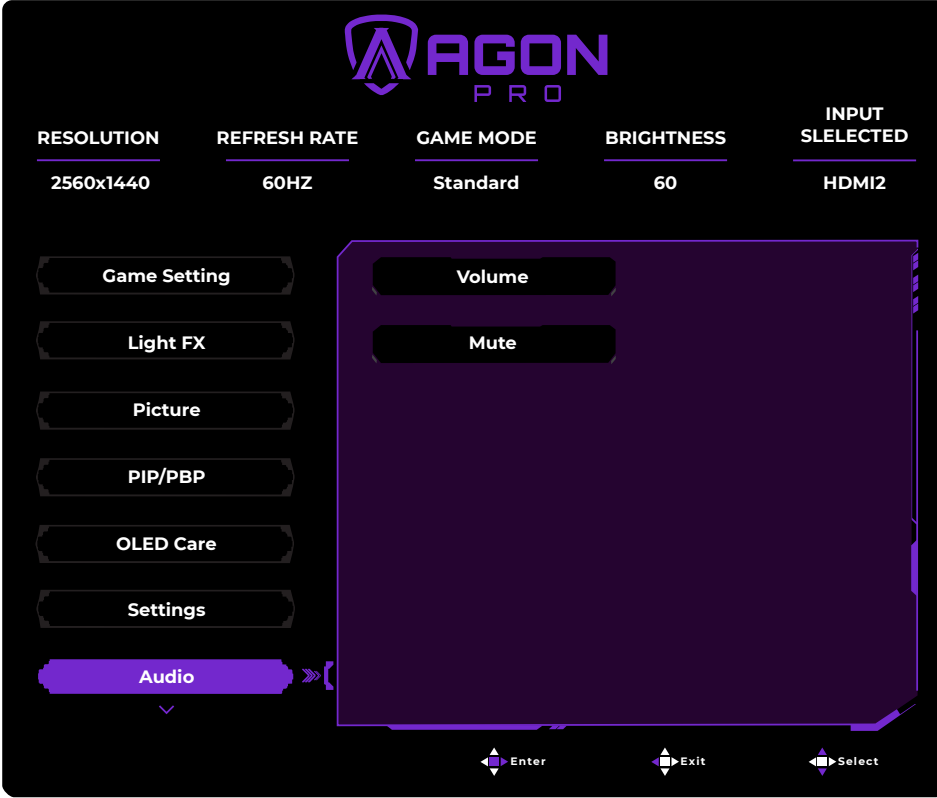 AGON
PRO
RESOLUTION
REFRESH RATE
GAME MODE
BRIGHTNESS
INPUT
SLELECTED
2560x1440
60HZ
Standard
60
HDMI2
Game Setting
Light FX
Picture
PIP/PBP
OLED Care
Settings
Audio
Volume
Mute
Enter
Exit
Select